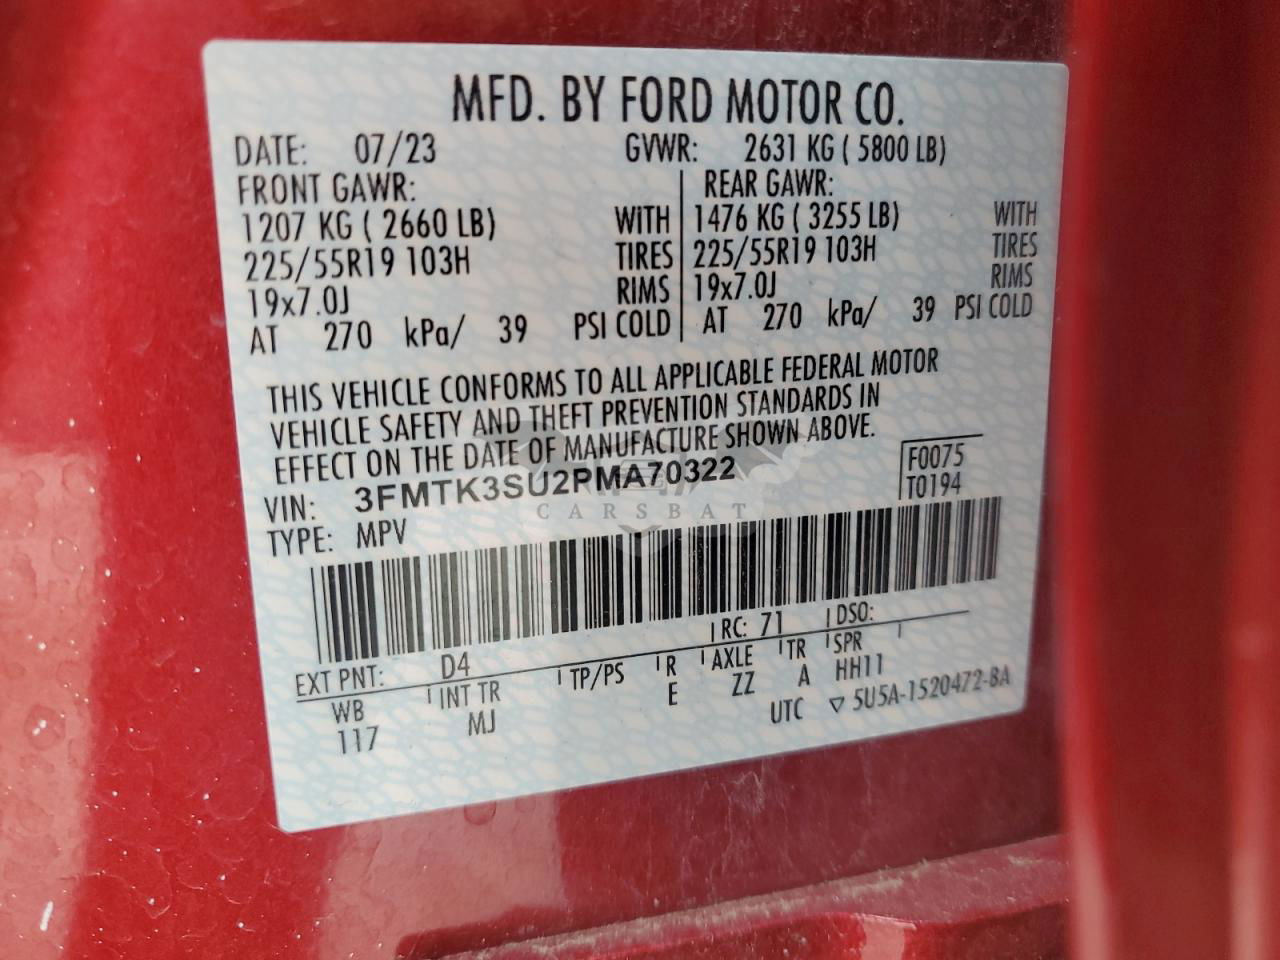 MFD. BY FORD MOTOR CO.
DATE: 07/23 GVWR: 2631 KG ( 5800 LB)
FRONT GAWR: REAR GAWR:
1207 KG ( 2660 LB) WITH 1476 KG ( 3255 LB) WITH
225/55R19 103H TIRES 225/55R19 103H TIRES
19x7.0J RIMS 19x7.0J RIMS
AT 270 kPa/ 39 PSI COLD AT 270 kPa/ 39 PSI COLD
THIS VEHICLE CONFORMS TO ALL APPLICABLE FEDERAL MOTOR
VEHICLE SAFETY AND THEFT PREVENTION STANDARDS IN
EFFECT ON THE DATE OF MANUFACTURE SHOWN ABOVE.
VIN: 3FMTK3SU2PMA70322 F0075
CARSBAT
TYPE: MPV T0194
EXT PNT: D4 RC: 71 DSO:
WB INT TR TP/PS R AXLE TR SPR
117 MJ E ZZ A HH11
UTC ▽ 5U5A-1520472-BA